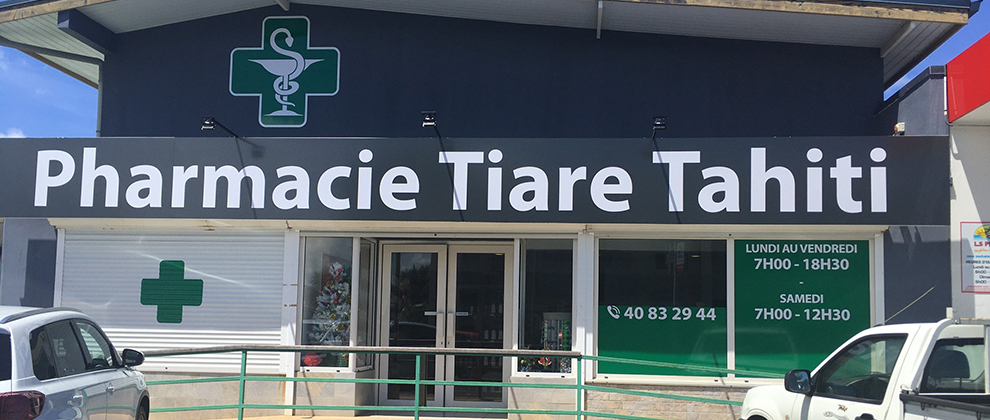 Pharmacie Tiare Tahiti
LUNDI AU VENDREDI
7H00 - 18H30
-
SAMEDI
7H00 - 12H30
40 83 29 44